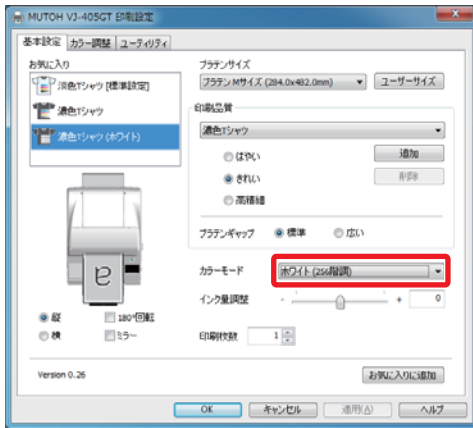 MUTOH VJ-405GT 印刷設定
基本設定 カラー調整 ユーティリティ
お気に入り
淡色Tシャツ [標準設定]
濃色Tシャツ
濃色Tシャツ (ホワイト)
プラテンサイズ
プラテン Mサイズ (284.0x482.0mm) ユーザーサイズ
印刷品質
濃色Tシャツ
はやい 追加
きれい 削除
高精細
プラテンギャップ 標準 広い
カラーモード ホワイト (256階調)
インク量調整 - + 0
印刷枚数 1
縦 180°回転
横 ミラー
Version 0.26 お気に入りに追加
OK キャンセル 適用(A) ヘルプ